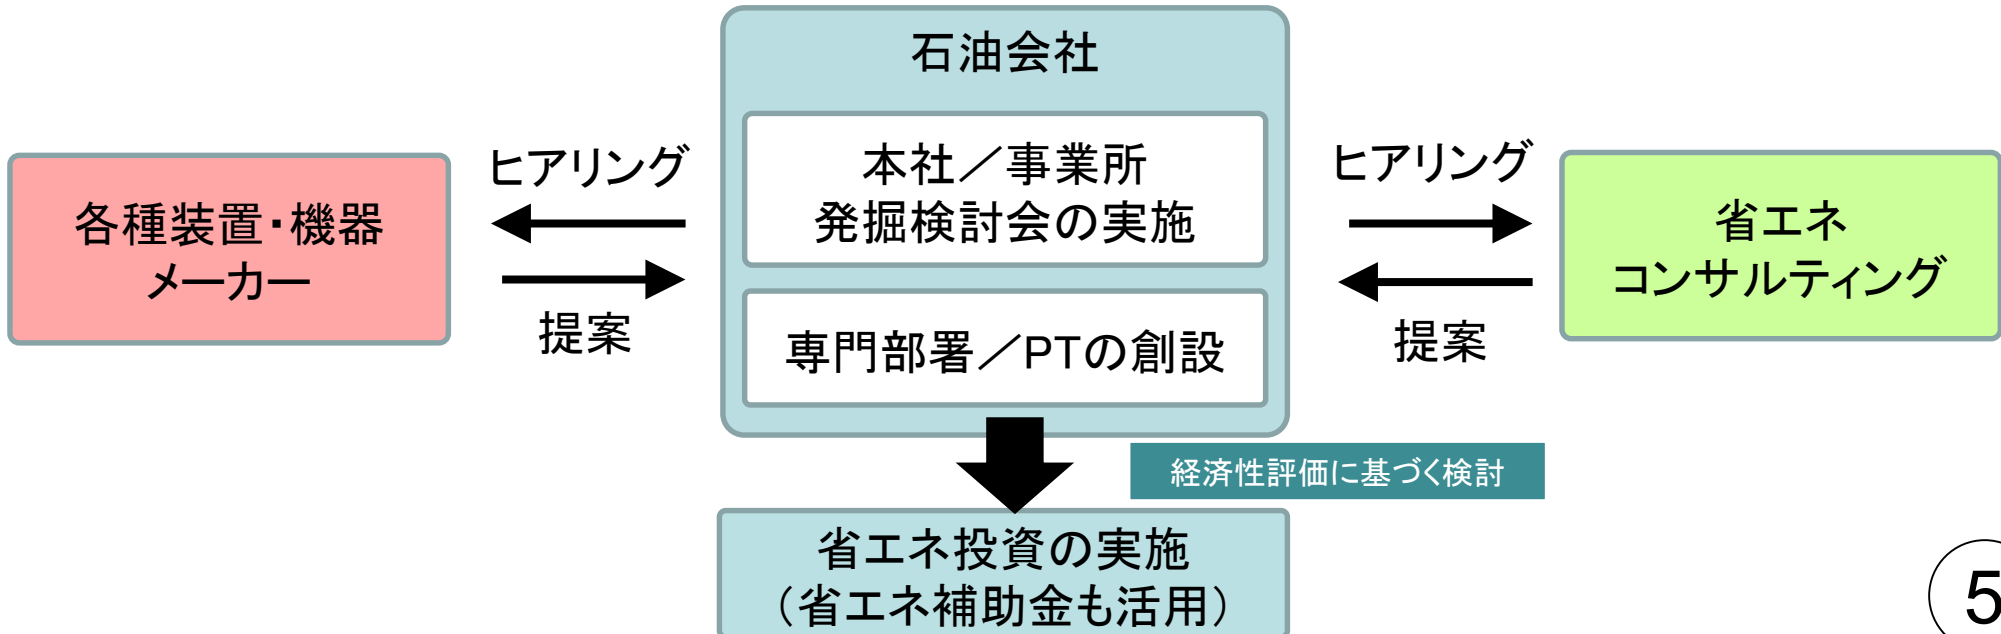 石油会社
本社／事業所
発掘検討会の実施
専門部署／PTの創設
各種装置・機器
メーカー
ヒアリング
提案
ヒアリング
提案
省エネ
コンサルティング
経済性評価に基づく検討
省エネ投資の実施
（省エネ補助金も活用）
5